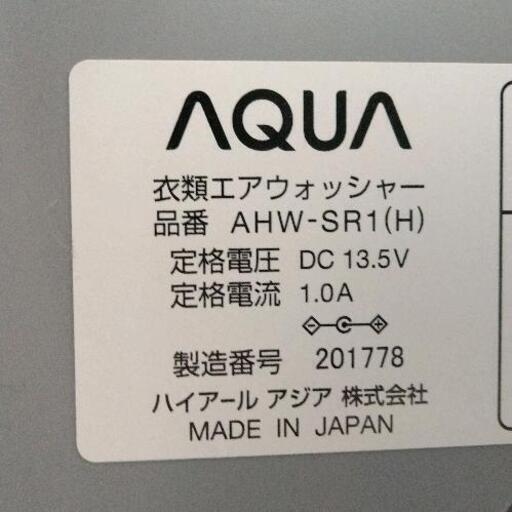 AQUA
衣類エアウォッシャー
品番 AHW-SR1(H)
定格電圧 DC 13.5V
定格電流 1.0A
製造番号 201778
ハイアール アジア 株式会社
MADE IN JAPAN